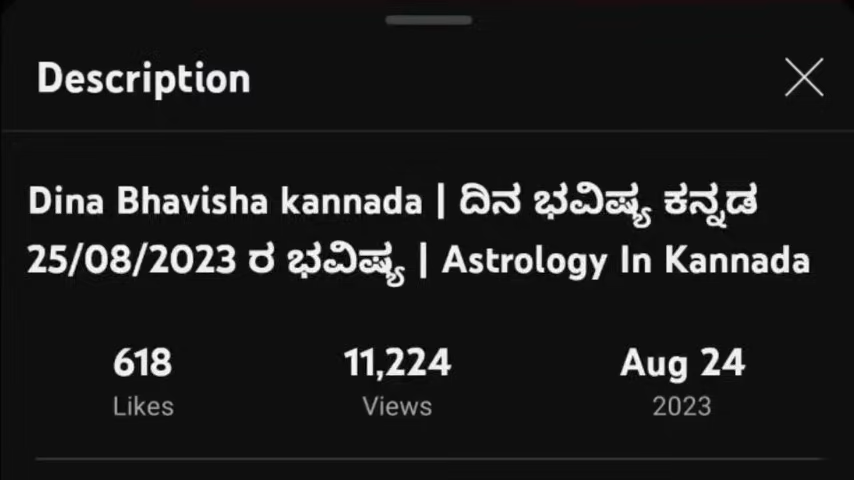 Description
Dina Bhavisha kannada | ದಿನ ಭವಿಷ್ಯ ಕನ್ನಡ
25/08/2023 ರ ಭವಿಷ್ಯ | Astrology In Kannada
618 11,224 Aug 24
Likes Views 2023